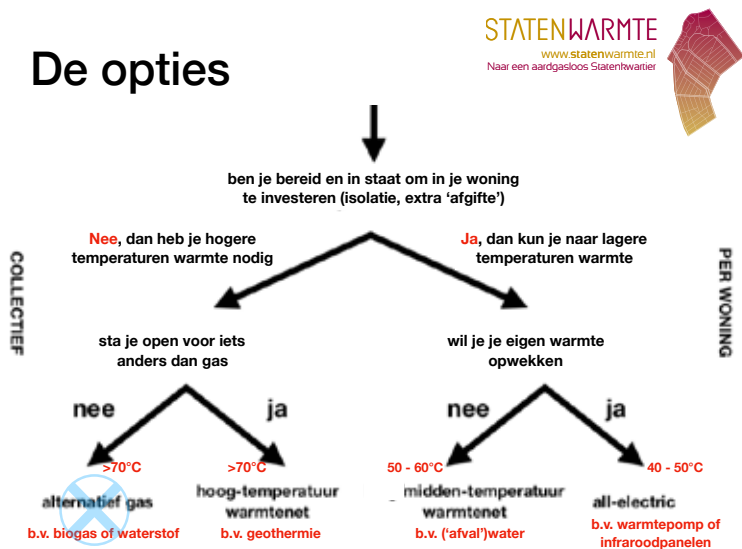 STATENWARMTE
www.statenwarmte.nl
Naar een aardgasloos Statenkwartier
De opties
ben je bereid en in staat om in je woning
te investeren (isolatie, extra ‘afgifte’)
Nee, dan heb je hogere
temperaturen warmte nodig
Ja, dan kun je naar lagere
temperaturen warmte
COLLECTIEF
PER WONING
sta je open voor iets
anders dan gas
wil je je eigen warmte
opwekken
nee
ja
nee
ja
>70°C
>70°C
50 - 60°C
40 - 50°C
alternatief gas
hoog-temperatuur
warmtenet
midden-temperatuur
warmtenet
all-electric
b.v. biogas of waterstof
b.v. geothermie
b.v. (‘afval’)water
b.v. warmtepomp of
infraroodpanelen